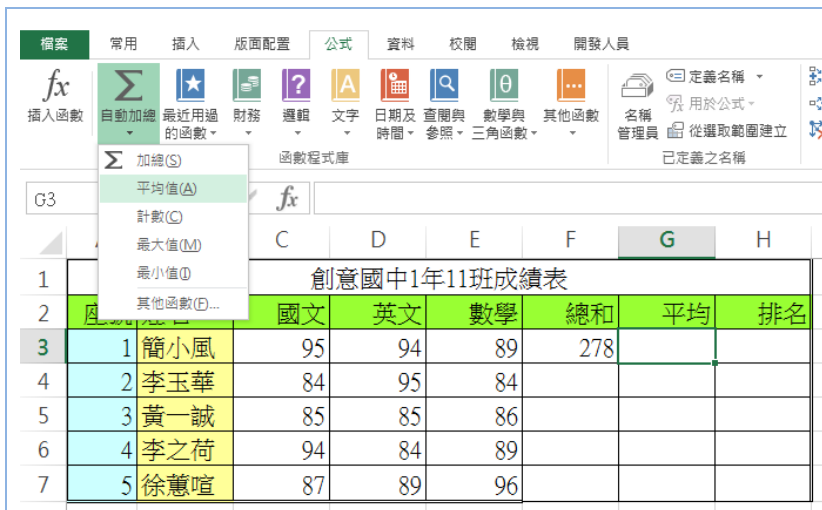 檔案 常用 插入 版面配置 公式 資料 校閱 檢視 開發人員
fx Σ ? A θ ... 定義名稱
用於公式
插入函數 自動加總 最近用過的函數 財務 邏輯 文字 日期及時間 查閱與參照 數學與三角函數 其他函數 名稱管理員 從選取範圍建立
函數程式庫 已定義之名稱
Σ 加總(S)
平均值(A)
計數(C)
最大值(M)
最小值(I)
其他函數(F)...
G3 fx
C D E F G H
1 創意國中1年11班成績表
2 國文 英文 數學 總和 平均 排名
3 1 簡小風 95 94 89 278
4 2 李玉華 84 95 84
5 3 黃一誠 85 85 86
6 4 李之荷 94 84 89
7 5 徐蕙喧 87 89 96